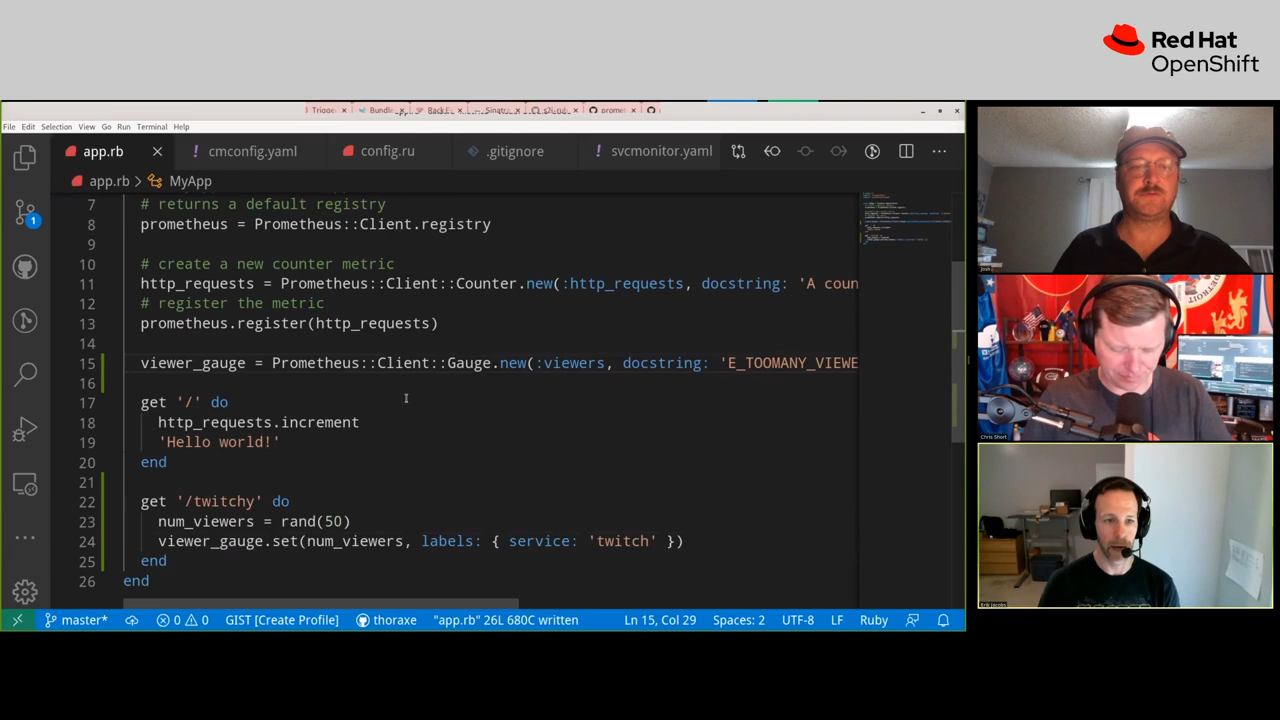 Red Hat
OpenShift
File Edit Selection View Go Run Terminal Help
app.rb
cmconfig.yaml
config.ru
.gitignore
svcmonitor.yaml
app.rb > MyApp
7 # returns a default registry
8 prometheus = Prometheus::Client.registry
9
10 # create a new counter metric
11 http_requests = Prometheus::Client::Counter.new(:http_requests, docstring: 'A coun
12 # register the metric
13 prometheus.register(http_requests)
14
15 viewer_gauge = Prometheus::Client::Gauge.new(:viewers, docstring: 'E_TOOMANY_VIEWE
16
17 get '/' do
18 http_requests.increment
19 'Hello world!'
20 end
21
22 get '/twitchy' do
23 num_viewers = rand(50)
24 viewer_gauge.set(num_viewers, labels: { service: 'twitch' })
25 end
26 end
1
master* 0 0 GIST [Create Profile] thoraxe "app.rb" 26L 680C written Ln 15, Col 29 Spaces: 2 UTF-8 LF Ruby
Chris Short
Erik Jacobs